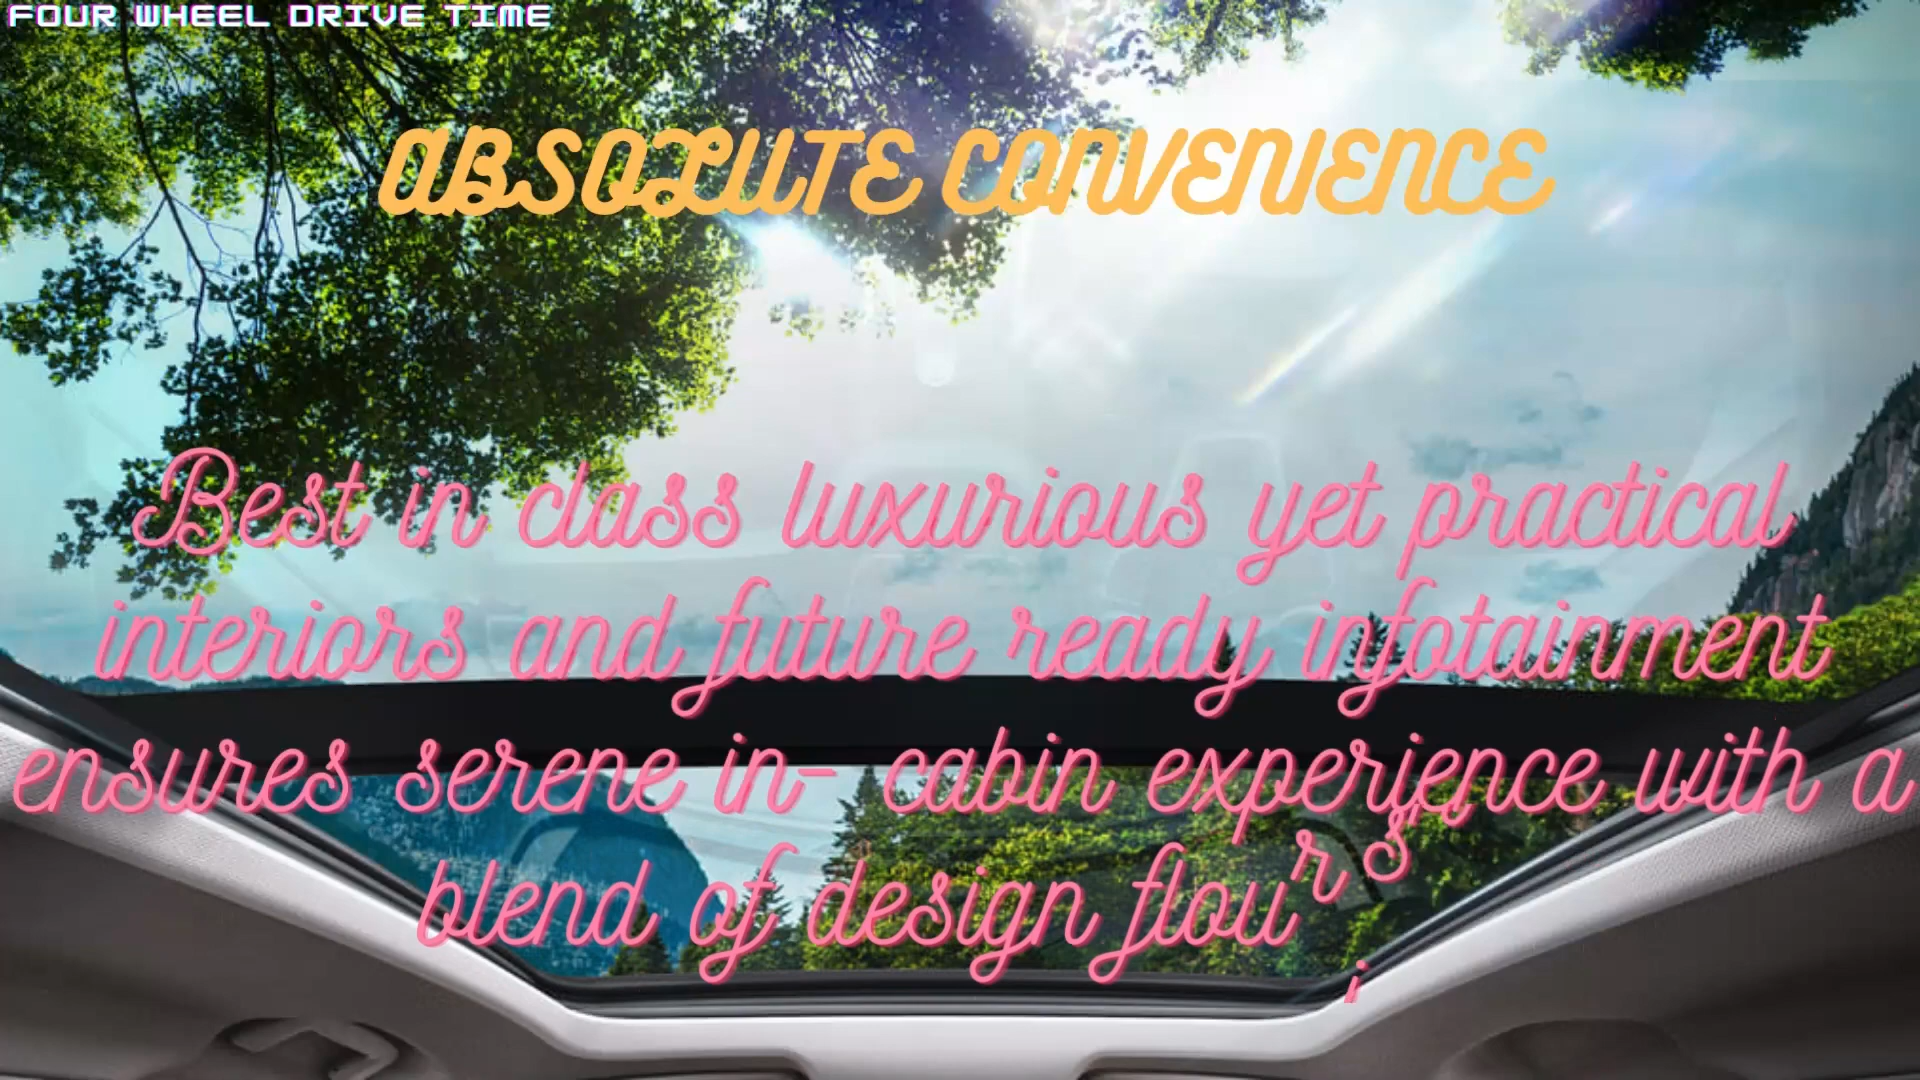 FOUR WHEEL DRIVE TIME
ABSOLUTE CONVENIENCE
Best in class luxurious yet practical
interiors and future ready infotainment
ensures serene in- cabin experience with a
blend of design flou